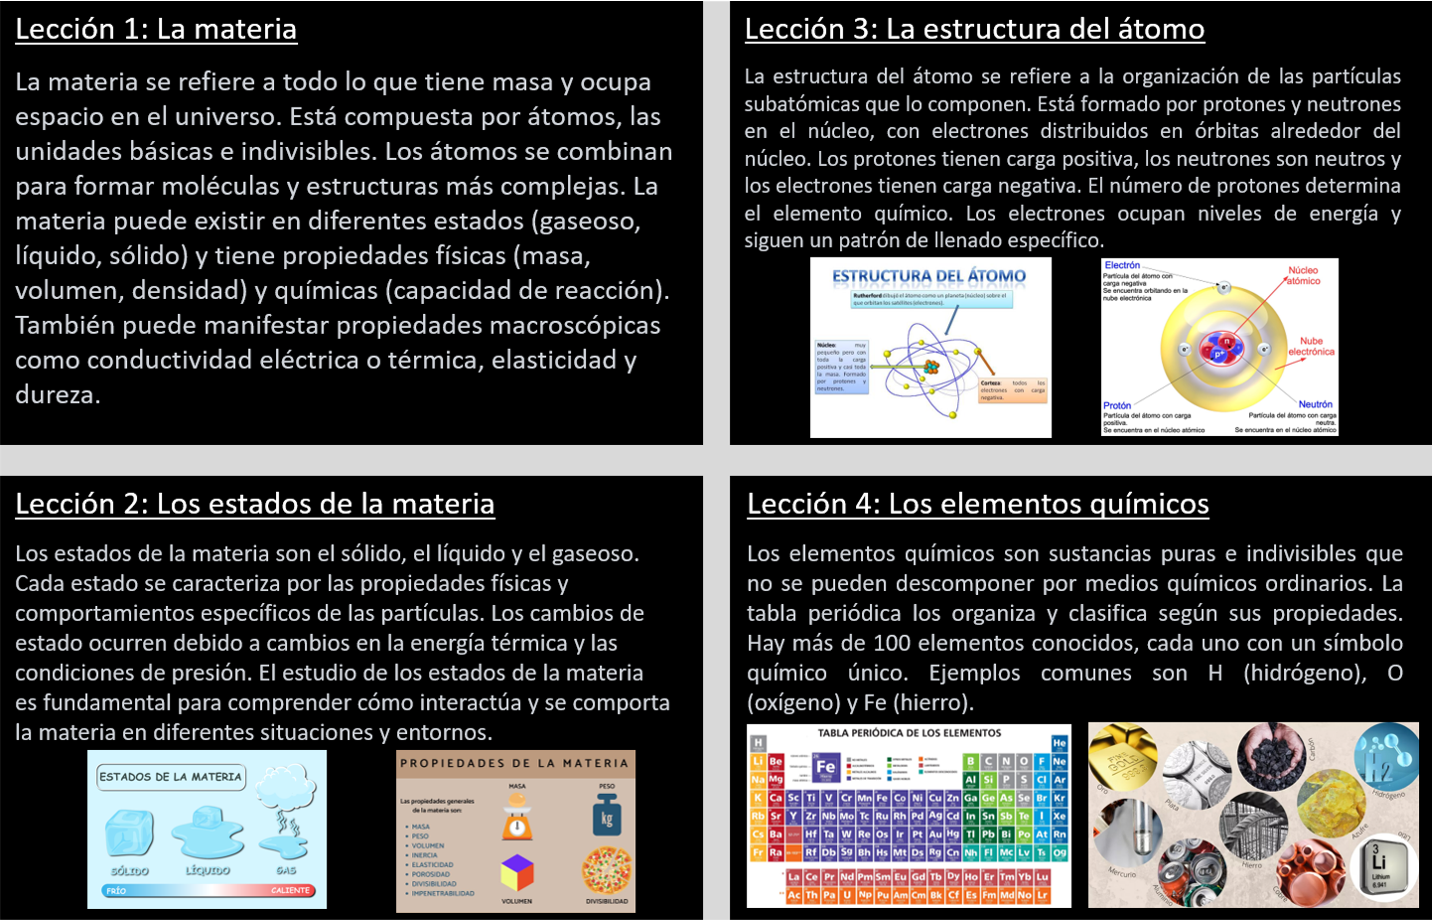 Lección 1: La materia
La materia se refiere a todo lo que tiene masa y ocupa
espacio en el universo. Está compuesta por átomos, las
unidades básicas e indivisibles. Los átomos se combinan
para formar moléculas y estructuras más complejas. La
materia puede existir en diferentes estados (gaseoso,
líquido, sólido) y tiene propiedades físicas (masa,
volumen, densidad) y químicas (capacidad de reacción).
También puede manifestar propiedades macroscópicas
como conductividad eléctrica o térmica, elasticidad y
dureza.
Lección 2: Los estados de la materia
Los estados de la materia son el sólido, el líquido y el gaseoso.
Cada estado se caracteriza por las propiedades físicas y
comportamientos específicos de las partículas. Los cambios de
estado ocurren debido a cambios en la energía térmica y las
condiciones de presión. El estudio de los estados de la materia
es fundamental para comprender cómo interactúa y se comporta
la materia en diferentes situaciones y entornos.
ESTADOS DE LA MATERIA
SÓLIDO LÍQUIDO GAS
FRÍO CALIENTE
PROPIEDADES DE LA MATERIA
Las propiedades generales
de la materia son:
• MASA
• PESO
• VOLUMEN
• INERCIA
• ELASTICIDAD
• POROSIDAD
• DIVISIBILIDAD
• IMPENETRABILIDAD
MASA PESO
kg
VOLUMEN DIVISIBILIDAD
Lección 3: La estructura del átomo
La estructura del átomo se refiere a la organización de las partículas
subatómicas que lo componen. Está formado por protones y neutrones
en el núcleo, con electrones distribuidos en órbitas alrededor del
núcleo. Los protones tienen carga positiva, los neutrones son neutros y
los electrones tienen carga negativa. El número de protones determina
el elemento químico. Los electrones ocupan niveles de energía y
siguen un patrón de llenado específico.
ESTRUCTURA DEL ÁTOMO
Rutherford dibujó el átomo como un planeta (núcleo) sobre el
que orbitan los satélites (electrones).
Núcleo: muy
pequeño pero con
toda la carga
positiva y casi toda
la masa. Formado
por protones y
neutrones.
Corteza: todos los
electrones con carga
negativa.
Electrón
Partícula del átomo con
carga negativa
Se encuentra orbitando en la
nube electrónica
Núcleo
atómico
Nube
electrónica
Protón
Partícula del átomo con carga
positiva.
Se encuentra en el núcleo atómico
Neutrón
Partícula del átomo con carga
neutra.
Se encuentra en el núcleo atómico
Lección 4: Los elementos químicos
Los elementos químicos son sustancias puras e indivisibles que
no se pueden descomponer por medios químicos ordinarios. La
tabla periódica los organiza y clasifica según sus propiedades.
Hay más de 100 elementos conocidos, cada uno con un símbolo
químico único. Ejemplos comunes son H (hidrógeno), O
(oxígeno) y Fe (hierro).
TABLA PERIÓDICA DE LOS ELEMENTOS
H He
Li Be Fe B C N O F Ne
Na Mg Al Si P S Cl Ar
K Ca Sc Ti V Cr Mn Fe Co Ni Cu Zn Ga Ge As Se Br Kr
Rb Sr Y Zr Nb Mo Tc Ru Rh Pd Ag Cd In Sn Sb Te I Xe
Cs Ba Hf Ta W Re Os Ir Pt Au Hg Tl Pb Bi Po At Rn
Fr Ra Rf Db Sg Bh Hs Mt Ds Rg Cn Nh Fl Mc Lv Ts Og
La Ce Pr Nd Pm Sm Eu Gd Tb Dy Ho Er Tm Yb Lu
Ac Th Pa U Np Pu Am Cm Bk Cf Es Fm Md No Lr
FINE
GOLD
Oro
Plata
Carbón
Hidrógeno
Mercurio
Aluminio
Hierro
Cobre
Azufre
Litio
3
Li
Lithium
6.941